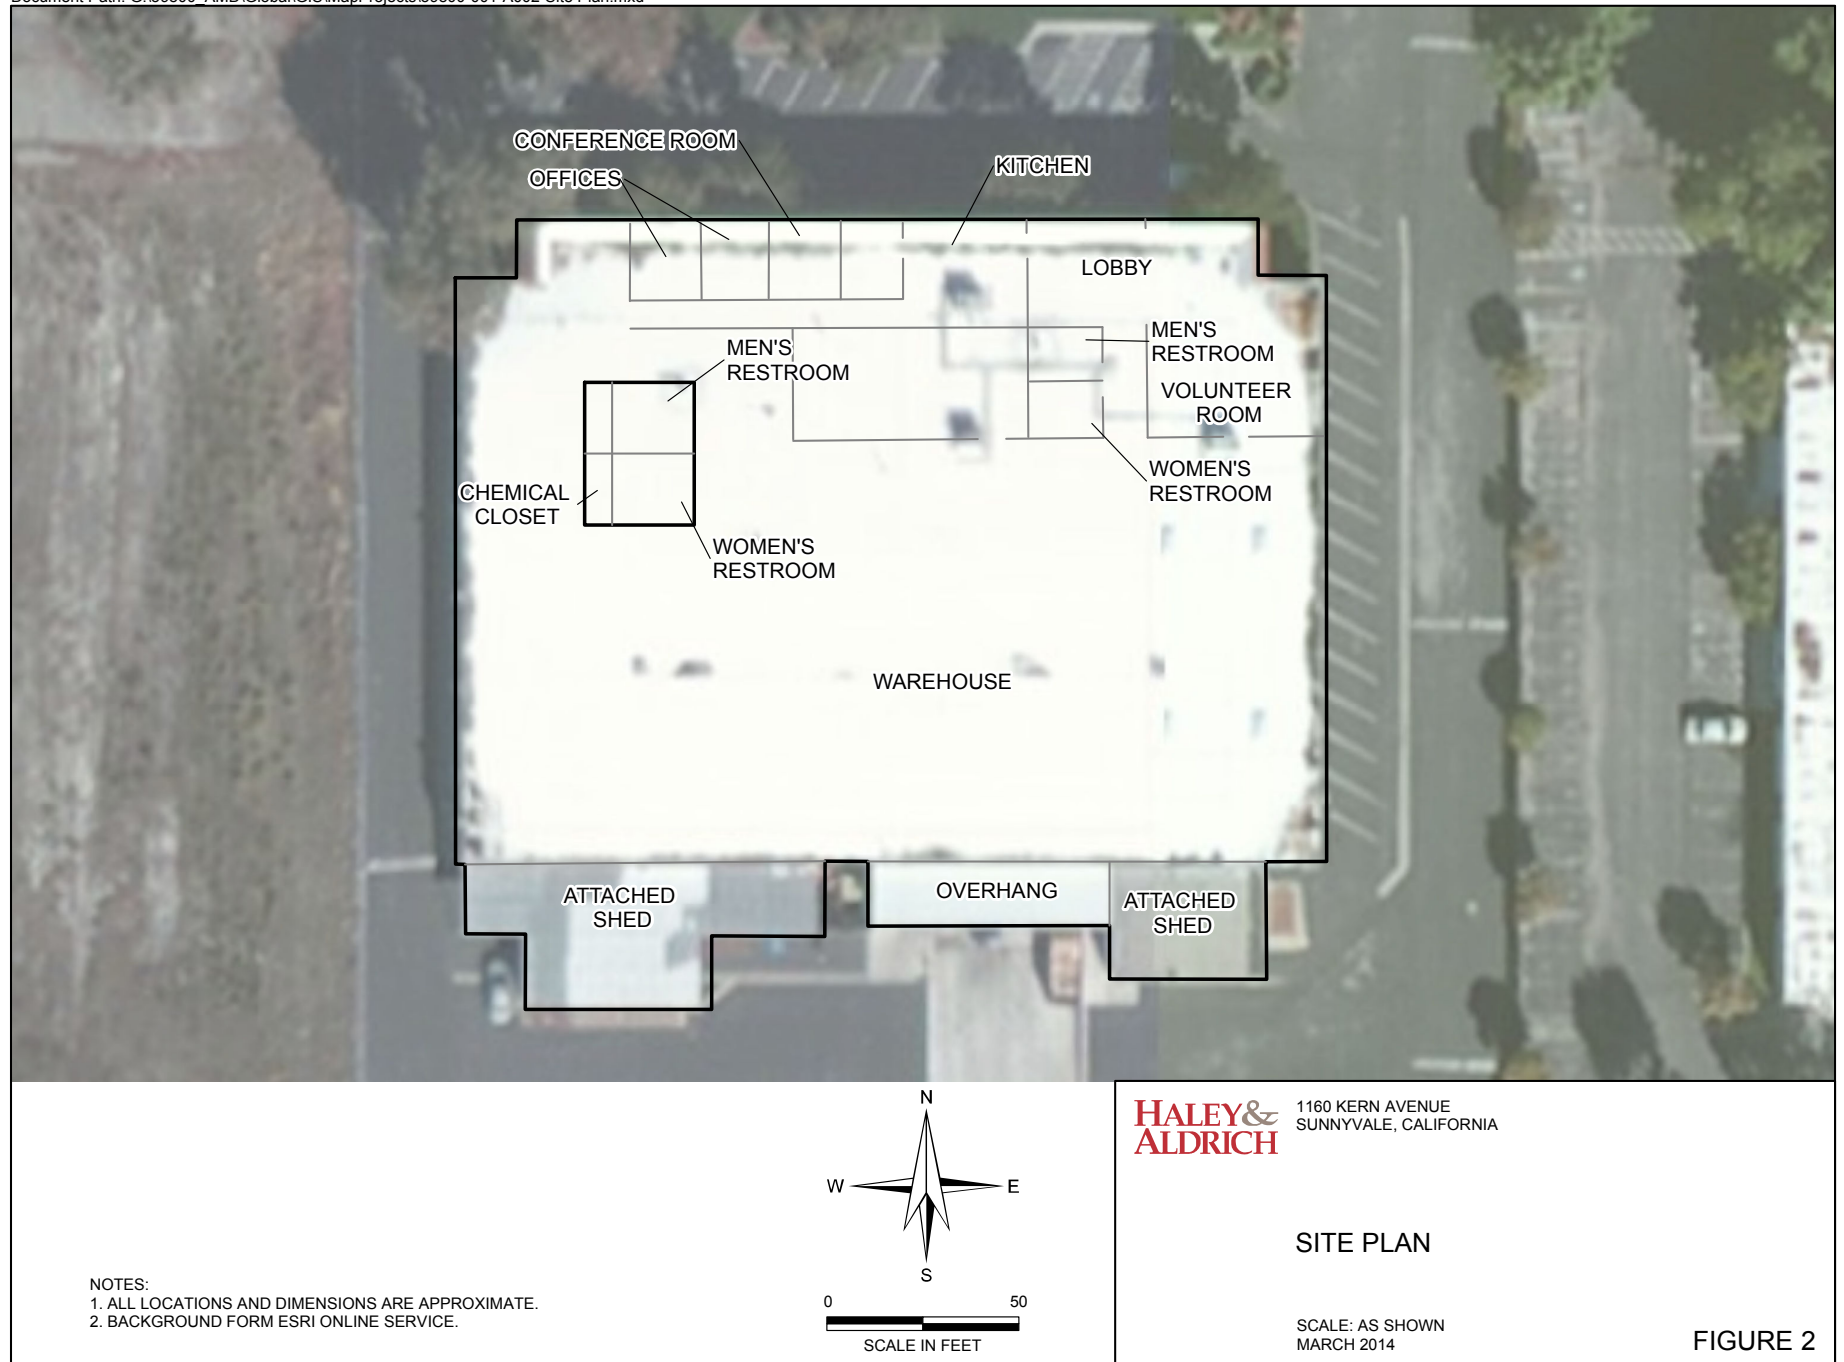 CONFERENCE ROOM
OFFICES
KITCHEN
LOBBY
MEN'S
RESTROOM
MEN'S
RESTROOM
VOLUNTEER
ROOM
CHEMICAL
CLOSET
WOMEN'S
RESTROOM
WOMEN'S
RESTROOM
WAREHOUSE
ATTACHED
SHED
OVERHANG
ATTACHED
SHED
N
W
E
S
0 50
SCALE IN FEET
NOTES:
1. ALL LOCATIONS AND DIMENSIONS ARE APPROXIMATE.
2. BACKGROUND FORM ESRI ONLINE SERVICE.
HALEY&
ALDRICH
1160 KERN AVENUE
SUNNYVALE, CALIFORNIA
SITE PLAN
SCALE: AS SHOWN
MARCH 2014
FIGURE 2